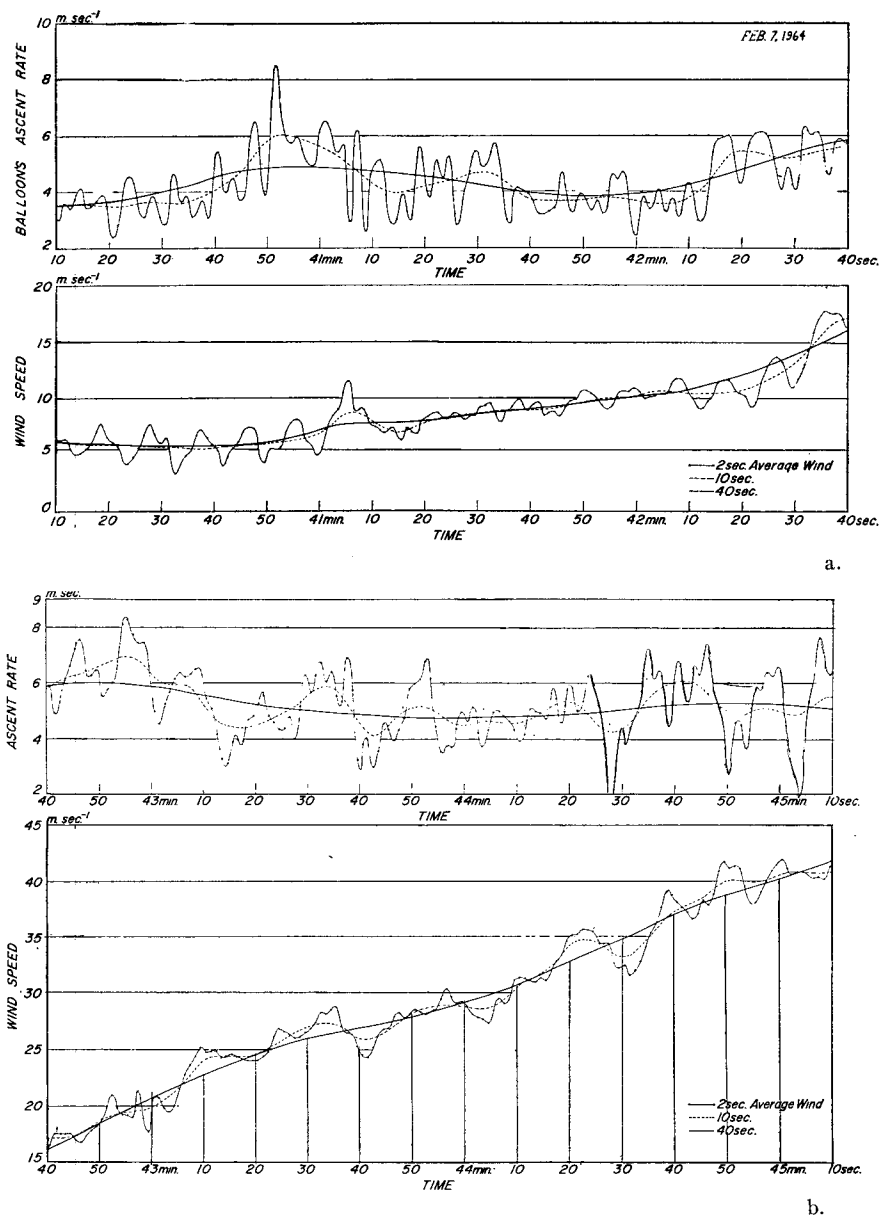 m. sec.⁻¹
FEB. 7, 1964
BALLOONS ASCENT RATE
10
8
6
4
2
10 20 30 40 50 41min. 10 20 30 40 50 42min. 10 20 30 40sec.
TIME
m. sec.⁻¹
WIND SPEED
20
15
10
5
0
2sec. Average Wind
10sec.
40sec.
10 20 30 40 50 41min. 10 20 30 40 50 42min. 10 20 30 40sec.
TIME
a.
m. sec.
ASCENT RATE
9
8
6
4
2
40 50 43min. 10 20 30 40 50 44min. 10 20 30 40 50 45min. 10sec.
TIME
m. sec.⁻¹
WIND SPEED
45
40
35
30
25
20
15
2sec. Average Wind
10sec.
40sec.
40 50 43min. 10 20 30 40 50 44min. 10 20 30 40 50 45min. 10sec.
TIME
b.